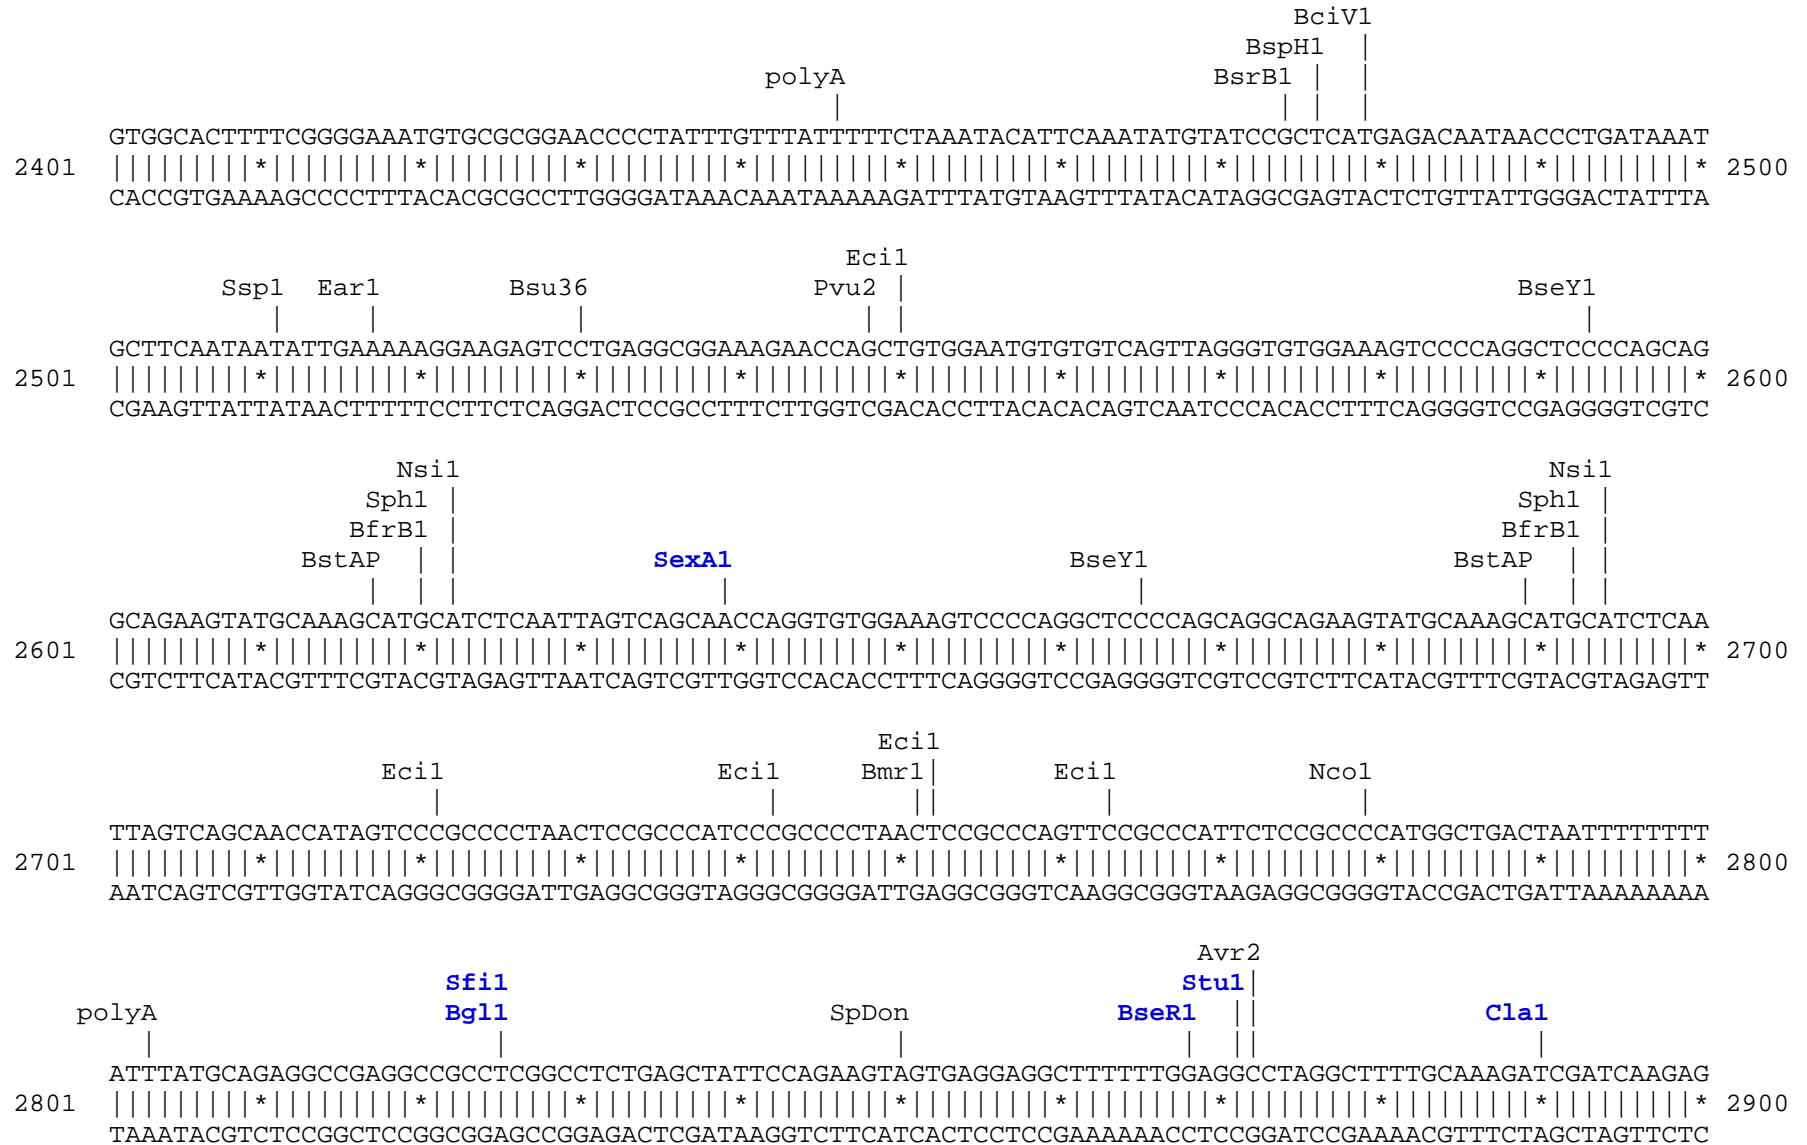 BciV1
BspH1 |
polyA BsrB1 | |
| | | |
GTGGCACTTTTCGGGGAAATGTGCGCGGAACCCCTATTTGTTTATTTTTCTAAATACATTCAAATATGTATCCGCTCATGAGACAATAACCCTGATAAAT
2401 |||||||||*|||||||||*|||||||||*|||||||||*|||||||||*|||||||||*|||||||||*|||||||||*|||||||||*|||||||||* 2500
CACCGTGAAAAGCCCCTTTACACGCGCCTTGGGGATAAACAAATAAAAAGATTTATGTAAGTTTATACATAGGCGAGTACTCTGTTATTGGGACTATTTA
Eci1
Ssp1 Ear1 Bsu36 Pvu2 | BseY1
| | | | | |
GCTTCAATAATATTGAAAAAGGAAGAGTCCTGAGGCGGAAAGAACCAGCTGTGGAATGTGTGTCAGTTAGGGTGTGGAAAGTCCCCAGGCTCCCCAGCAG
2501 |||||||||*|||||||||*|||||||||*|||||||||*|||||||||*|||||||||*|||||||||*|||||||||*|||||||||*|||||||||* 2600
CGAAGTTATTATAACTTTTTCCTTCTCAGGACTCCGCCTTTCTTGGTCGACACCTTACACACAGTCAATCCCACACCTTTCAGGGGTCCGAGGGGTCGTC
Nsi1 Nsi1
Sph1 | Sph1 |
BfrB1 | BfrB1 |
BstAP | | SexA1 BseY1 BstAP | |
| | | | | | | |
GCAGAAGTATGCAAAGCATGCATCTCAATTAGTCAGCAACCAGGTGTGGAAAGTCCCCAGGCTCCCCAGCAGGCAGAAGTATGCAAAGCATGCATCTCAA
2601 |||||||||*|||||||||*|||||||||*|||||||||*|||||||||*|||||||||*|||||||||*|||||||||*|||||||||*|||||||||* 2700
CGTCTTCATACGTTTCGTACGTAGAGTTAATCAGTCGTTGGTCCACACCTTTCAGGGGTCCGAGGGGTCGTCCGTCTTCATACGTTTCGTACGTAGAGTT
Eci1
Eci1 Eci1 Bmr1| Eci1 Nco1
| | || | |
TTAGTCAGCAACCATAGTCCCGCCCCTAACTCCGCCCATCCCGCCCCTAACTCCGCCCAGTTCCGCCCATTCTCCGCCCCATGGCTGACTAATTTTTTTT
2701 |||||||||*|||||||||*|||||||||*|||||||||*|||||||||*|||||||||*|||||||||*|||||||||*|||||||||*|||||||||* 2800
AATCAGTCGTTGGTATCAGGGCGGGGATTGAGGCGGGTAGGGCGGGGATTGAGGCGGGTCAAGGCGGGTAAGAGGCGGGGTACCGACTGATTAAAAAAAA
Avr2
Sfi1 Stu1|
polyA Bgl1 SpDon BseR1 || Cla1
| | | | || |
ATTTATGCAGAGGCCGAGGCCGCCTCGGCCTCTGAGCTATTCCAGAAGTAGTGAGGAGGCTTTTTTGGAGGCCTAGGCTTTTGCAAAGATCGATCAAGAG
2801 |||||||||*|||||||||*|||||||||*|||||||||*|||||||||*|||||||||*|||||||||*|||||||||*|||||||||*|||||||||* 2900
TAAATACGTCTCCGGCTCCGGCGGAGCCGGAGACTCGATAAGGTCTTCATCACTCCTCCGAAAAAACCTCCGGATCCGAAAACGTTTCTAGCTAGTTCTC